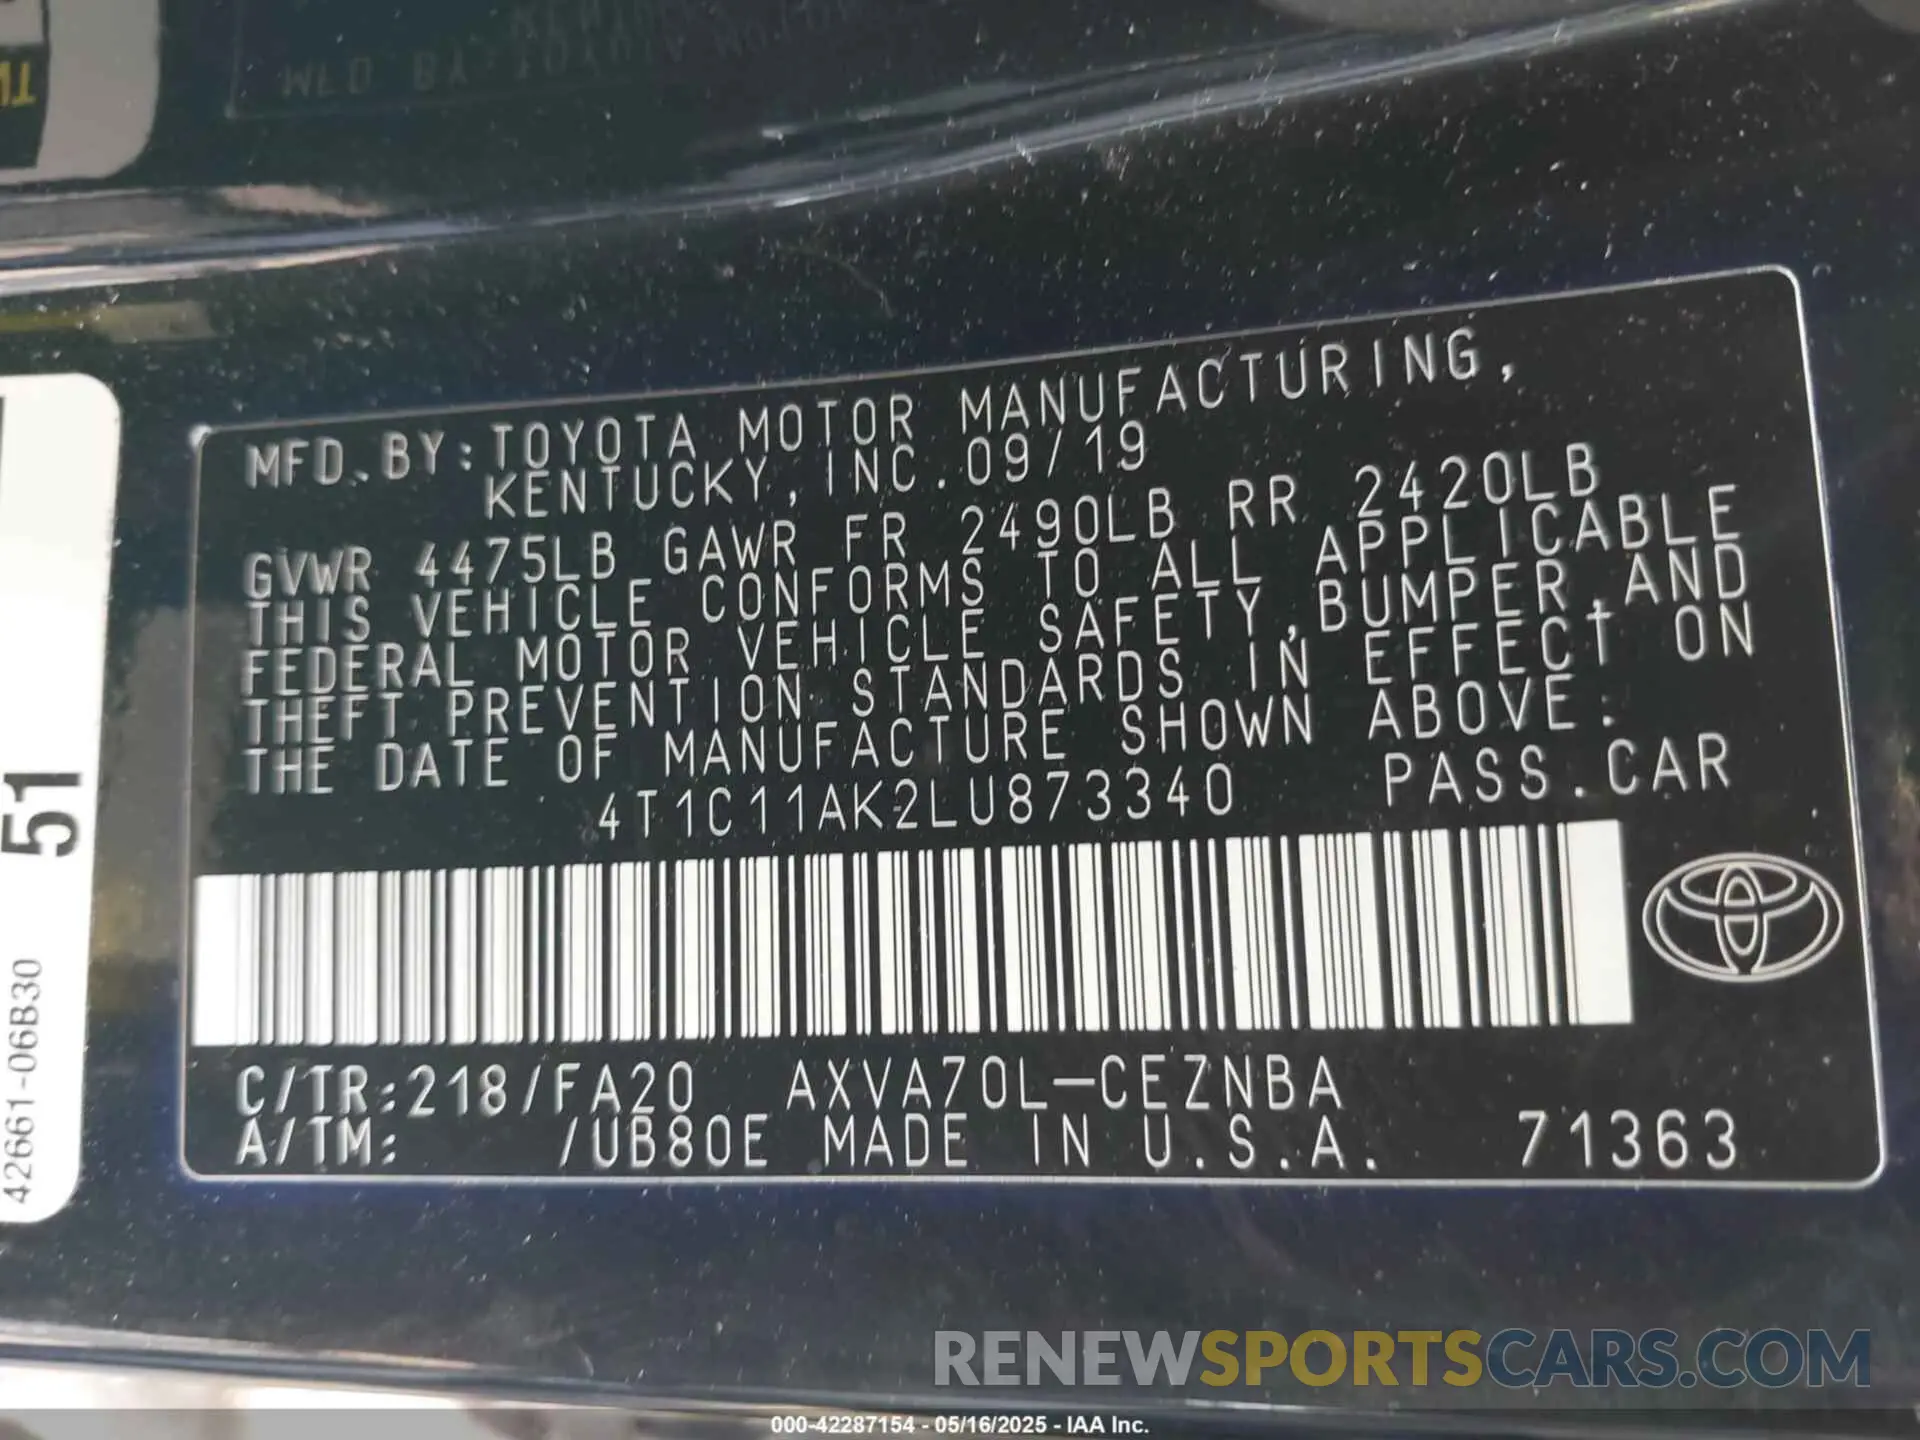 MFD. BY: TOYOTA MOTOR MANUFACTURING,
KENTUCKY, INC. 09/19
GVWR 4475LB GAWR FR 2490LB RR 2420LB
THIS VEHICLE CONFORMS TO ALL APPLICABLE
FEDERAL MOTOR VEHICLE SAFETY, BUMPER, AND
THEFT PREVENTION STANDARDS IN EFFECT ON
THE DATE OF MANUFACTURE SHOWN ABOVE.
4T1C11AK2LU873340 PASS.CAR
C/TR:218/FA20 AXVA70L-CEZNBA
A/TM: /UB80E MADE IN U.S.A. 71363
51
42661-06B30
MFD BY TOYOTA
RENEWSPORTSCARS.COM
000-42287154 - 05/16/2025 - IAA Inc.